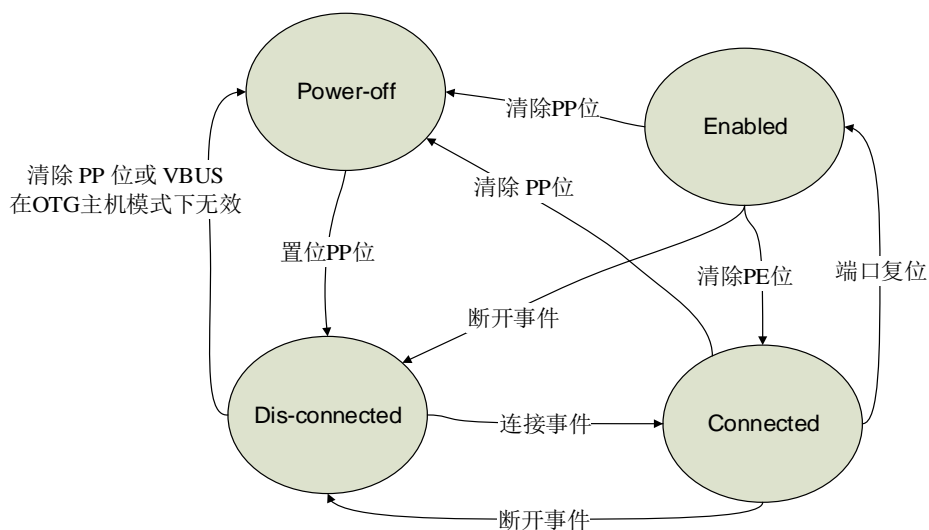 Power-off
Enabled
清除PP位
清除 PP 位或 VBUS
在OTG主机模式下无效
清除 PP位
置位PP位
清除PE位
端口复位
断开事件
Dis-connected
连接事件
Connected
断开事件